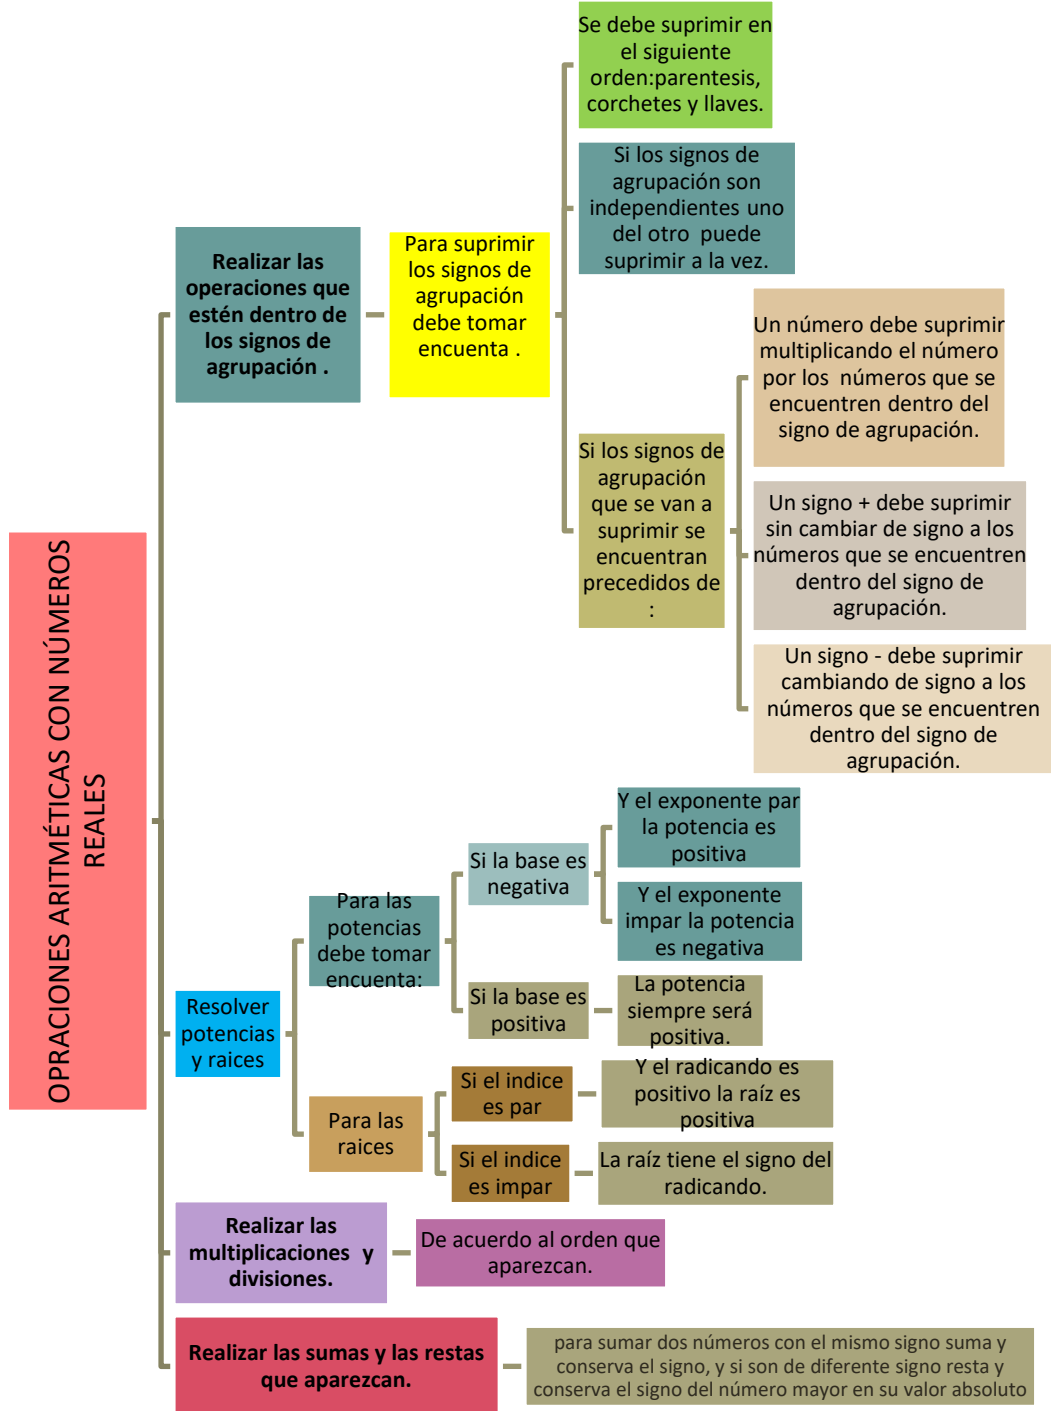 OPRACIONES ARITMÉTICAS CON NÚMEROS
REALES
Realizar las
operaciones que
estén dentro de
los signos de
agrupación .
Para suprimir
los signos de
agrupación
debe tomar
encuenta .
Se debe suprimir en
el siguiente
orden:parentesis,
corchetes y llaves.
Si los signos de
agrupación son
independientes uno
del otro puede
suprimir a la vez.
Si los signos de
agrupación
que se van a
suprimir se
encuentran
precedidos de
:
Un número debe suprimir
multiplicando el número
por los números que se
encuentren dentro del
signo de agrupación.
Un signo + debe suprimir
sin cambiar de signo a los
números que se encuentren
dentro del signo de
agrupación.
Un signo - debe suprimir
cambiando de signo a los
números que se encuentren
dentro del signo de
agrupación.
Resolver
potencias
y raices
Para las
potencias
debe tomar
encuenta:
Si la base es
negativa
Y el exponente par
la potencia es
positiva
Y el exponente
impar la potencia
es negativa
Si la base es
positiva
La potencia
siempre será
positiva.
Para las
raices
Si el indice
es par
Y el radicando es
positivo la raíz es
positiva
Si el indice
es impar
La raíz tiene el signo del
radicando.
Realizar las
multiplicaciones y
divisiones.
De acuerdo al orden que
aparezcan.
Realizar las sumas y las restas
que aparezcan.
para sumar dos números con el mismo signo suma y
conserva el signo, y si son de diferente signo resta y
conserva el signo del número mayor en su valor absoluto